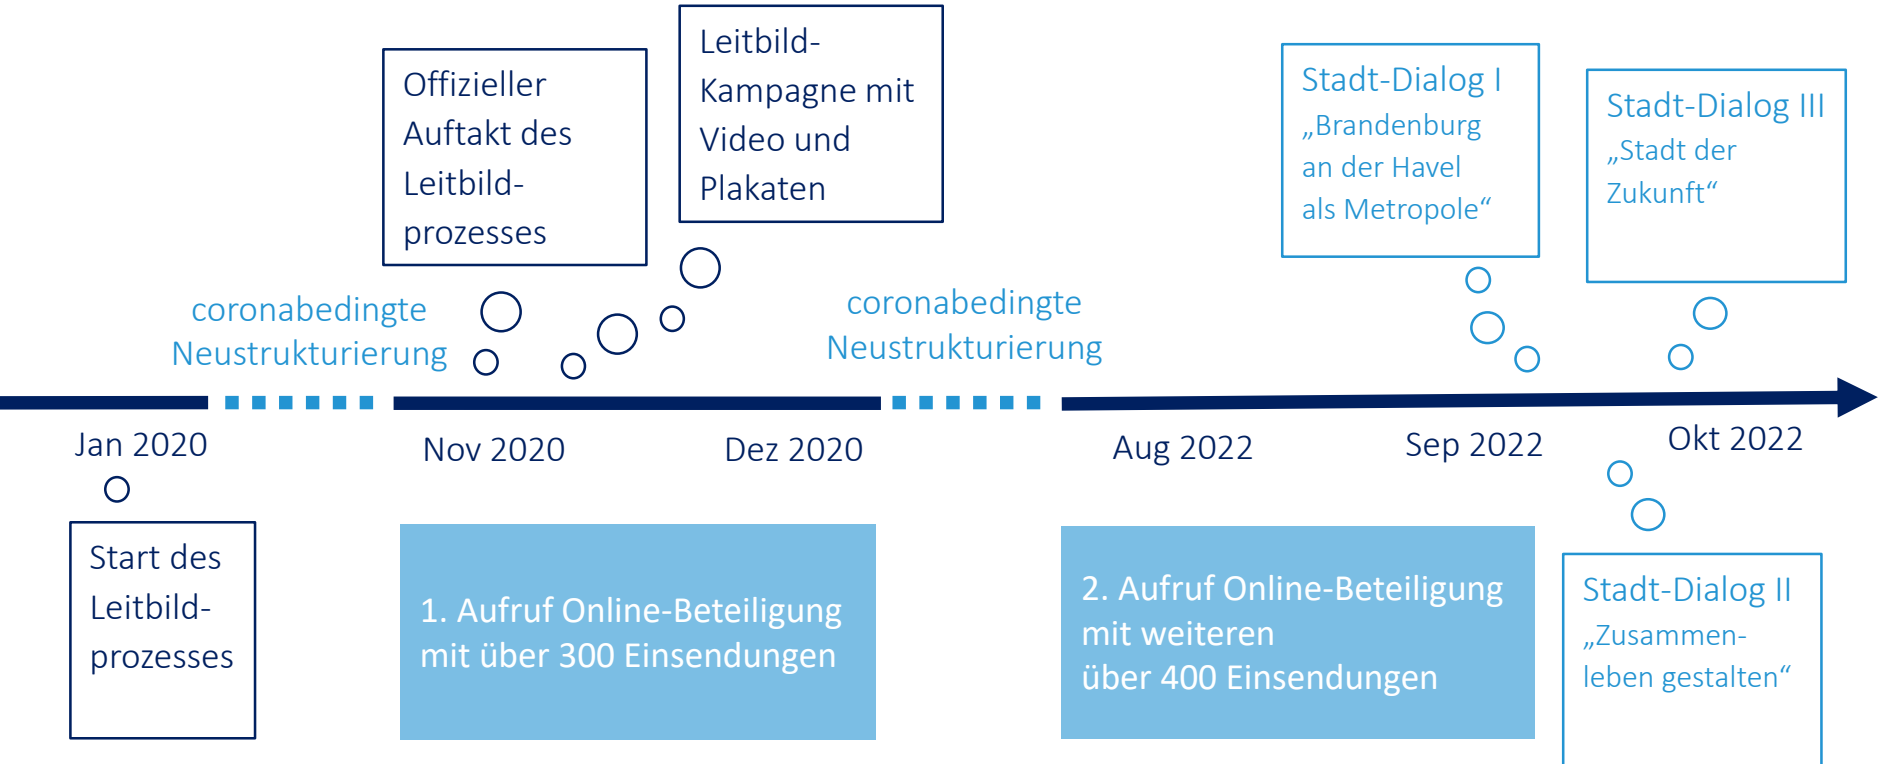 Offizieller
Auftakt des
Leitbild-
prozesses
Leitbild-
Kampagne mit
Video und
Plakaten
Stadt-Dialog I
„Brandenburg
an der Havel
als Metropole“
Stadt-Dialog III
„Stadt der
Zukunft“
coronabedingte
Neustrukturierung
coronabedingte
Neustrukturierung
Jan 2020
Nov 2020
Dez 2020
Aug 2022
Sep 2022
Okt 2022
Start des
Leitbild-
prozesses
1. Aufruf Online-Beteiligung
mit über 300 Einsendungen
2. Aufruf Online-Beteiligung
mit weiteren
über 400 Einsendungen
Stadt-Dialog II
„Zusammen-
leben gestalten“